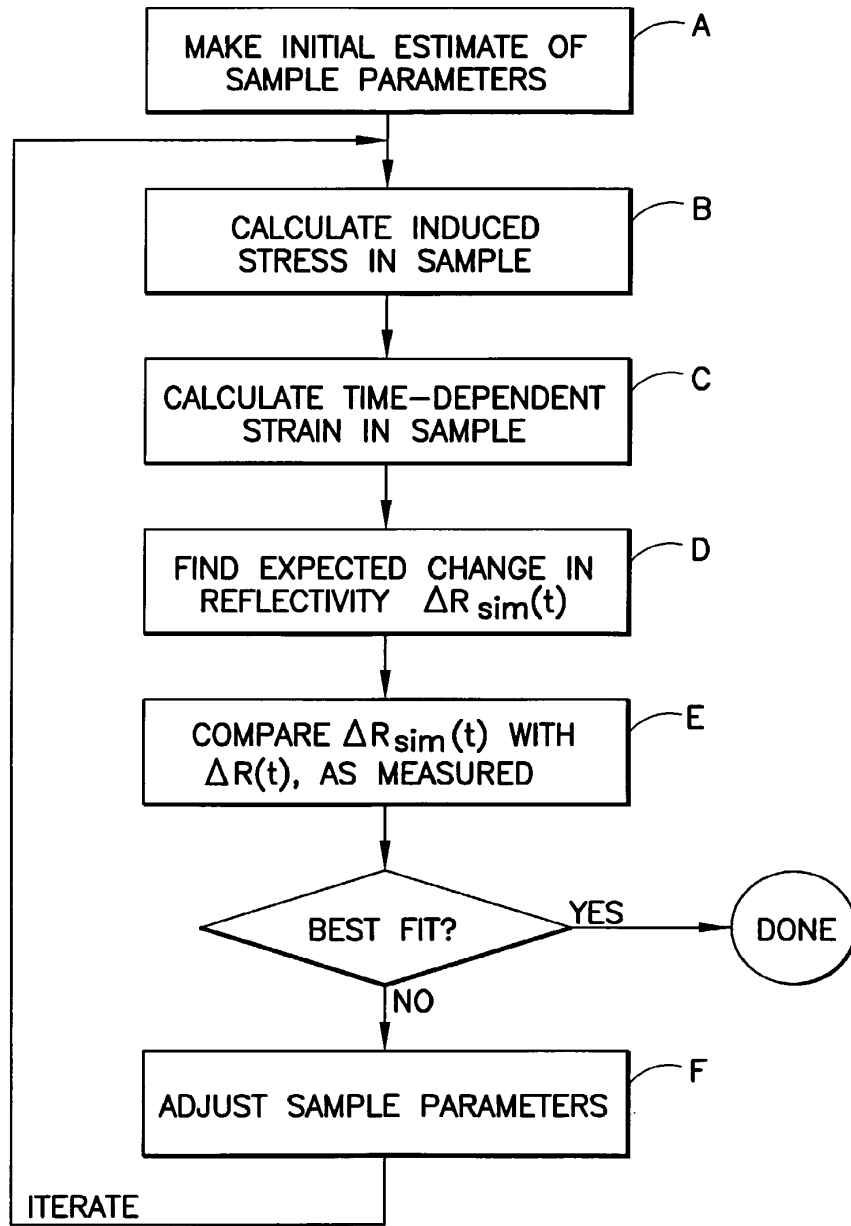 MAKE INITIAL ESTIMATE OF
SAMPLE PARAMETERS
A
CALCULATE INDUCED
STRESS IN SAMPLE
B
CALCULATE TIME-DEPENDENT
STRAIN IN SAMPLE
C
FIND EXPECTED CHANGE IN
REFLECTIVITY ΔR sim(t)
D
COMPARE ΔRsim(t) WITH
ΔR(t), AS MEASURED
E
BEST FIT?
YES
DONE
NO
ADJUST SAMPLE PARAMETERS
F
ITERATE